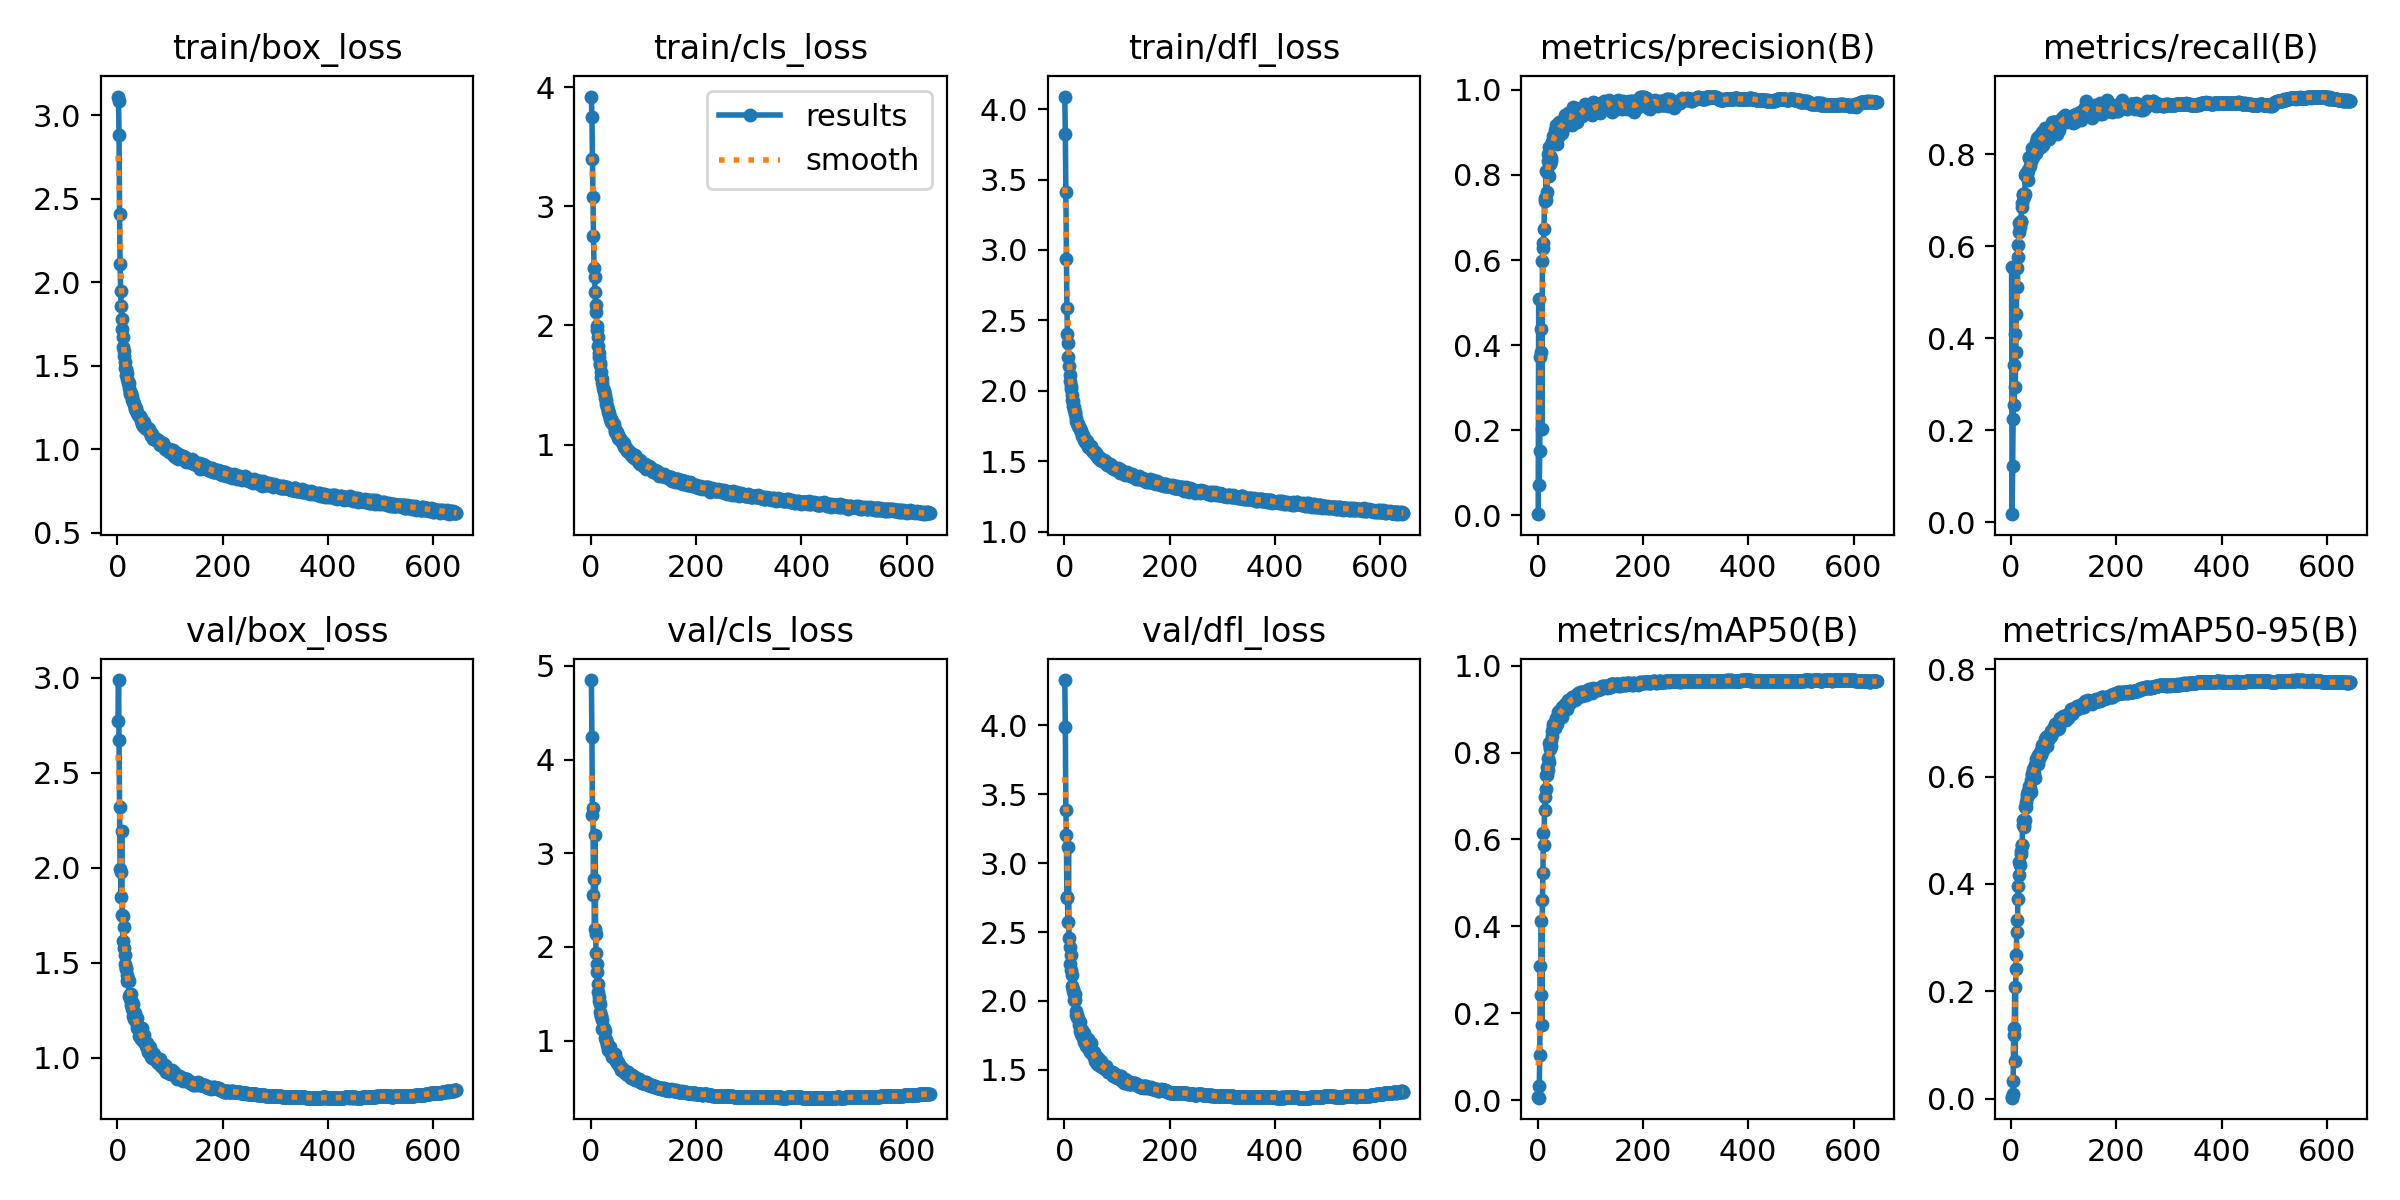 train/box_loss
3.0
2.5
2.0
1.5
1.0
0.5
0 200 400 600
train/cls_loss
results
smooth
4
3
2
1
0 200 400 600
train/dfl_loss
4.0
3.5
3.0
2.5
2.0
1.5
1.0
0 200 400 600
metrics/precision(B)
1.0
0.8
0.6
0.4
0.2
0.0
0 200 400 600
metrics/recall(B)
0.8
0.6
0.4
0.2
0.0
0 200 400 600
val/box_loss
3.0
2.5
2.0
1.5
1.0
0 200 400 600
val/cls_loss
5
4
3
2
1
0 200 400 600
val/dfl_loss
4.0
3.5
3.0
2.5
2.0
1.5
0 200 400 600
metrics/mAP50(B)
1.0
0.8
0.6
0.4
0.2
0.0
0 200 400 600
metrics/mAP50-95(B)
0.8
0.6
0.4
0.2
0.0
0 200 400 600